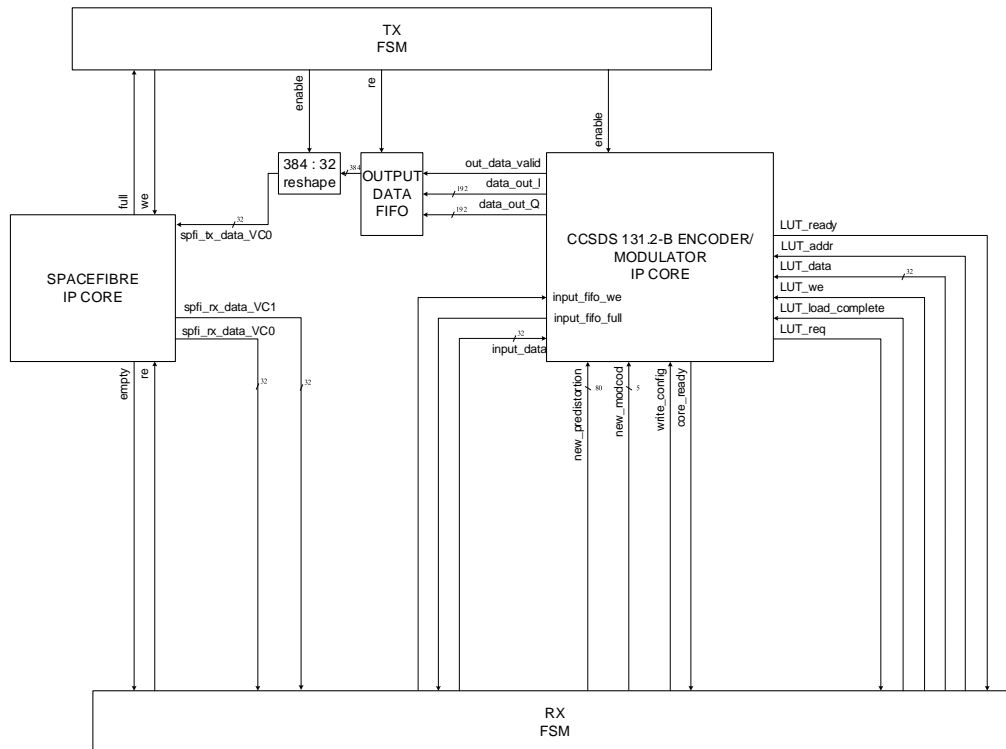 TX
FSM
enable
re
enable
full
we
384 : 32
reshape
384
OUTPUT
DATA
FIFO
out_data_valid
data_out_I
192
data_out_Q
192
32
spfi_tx_data_VC0
SPACEFIBRE
IP CORE
CCSDS 131.2-B ENCODER/
MODULATOR
IP CORE
LUT_ready
LUT_addr
LUT_data
32
LUT_we
LUT_load_complete
LUT_req
spfi_rx_data_VC1
spfi_rx_data_VC0
input_fifo_we
input_fifo_full
32
input_data
empty
re
32
32
new_predistortion
80
new_modcod
5
write_config
core_ready
RX
FSM